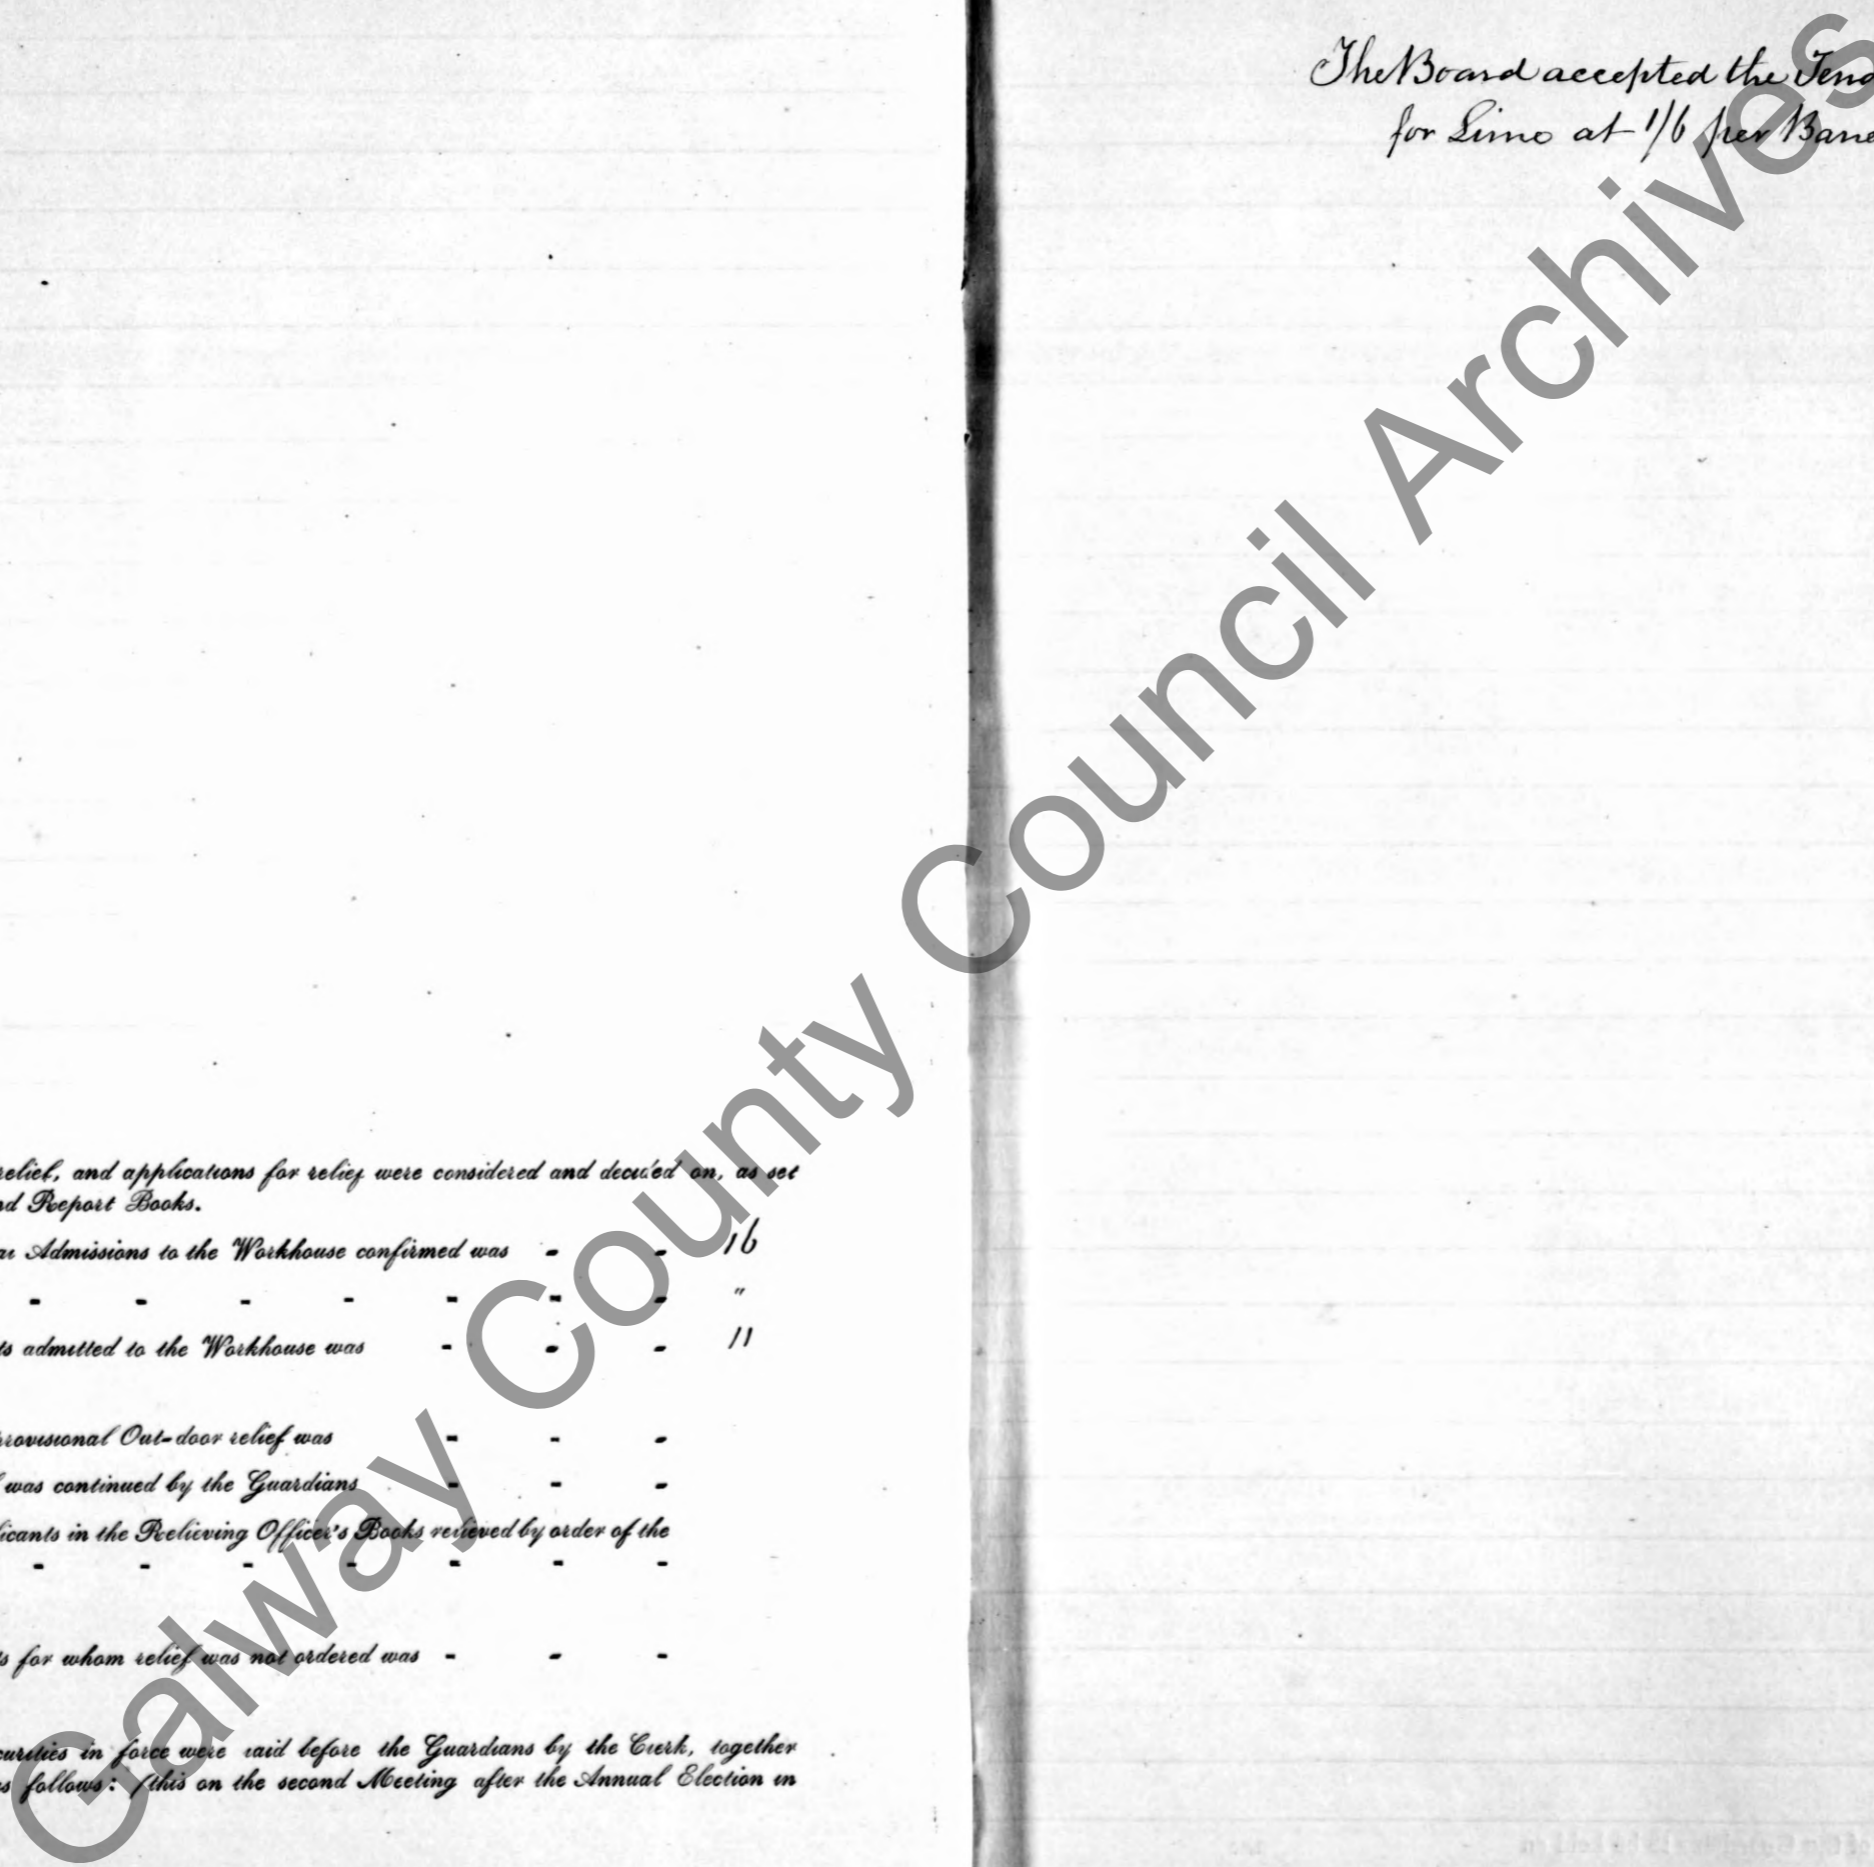 relief, and applications for relief were considered and decided on, as set
nd Report Books.
ar Admissions to the Workhouse confirmed was - - 16
- - - - - - - "
ts admitted to the Workhouse was - - - 11
provisional Out-door relief was - - -
was continued by the Guardians - - -
licants in the Relieving Officer's Books relieved by order of the
- - - - - - -
s for whom relief was not ordered was - - -
curities in force were laid before the Guardians by the Clerk, together
s follows: (this on the second Meeting after the Annual Election in
The Board accepted the Tend
for Lime at 1/6 per Barre
Galway County Council Archives